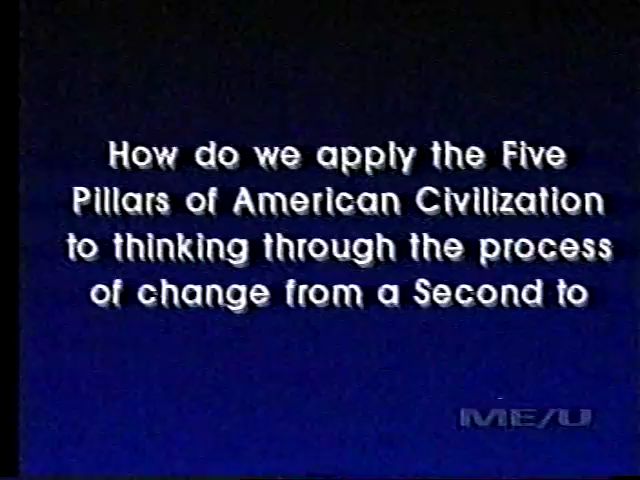 How do we apply the Five
Pillars of American Civilization
to thinking through the process
of change from a Second to
ME/U